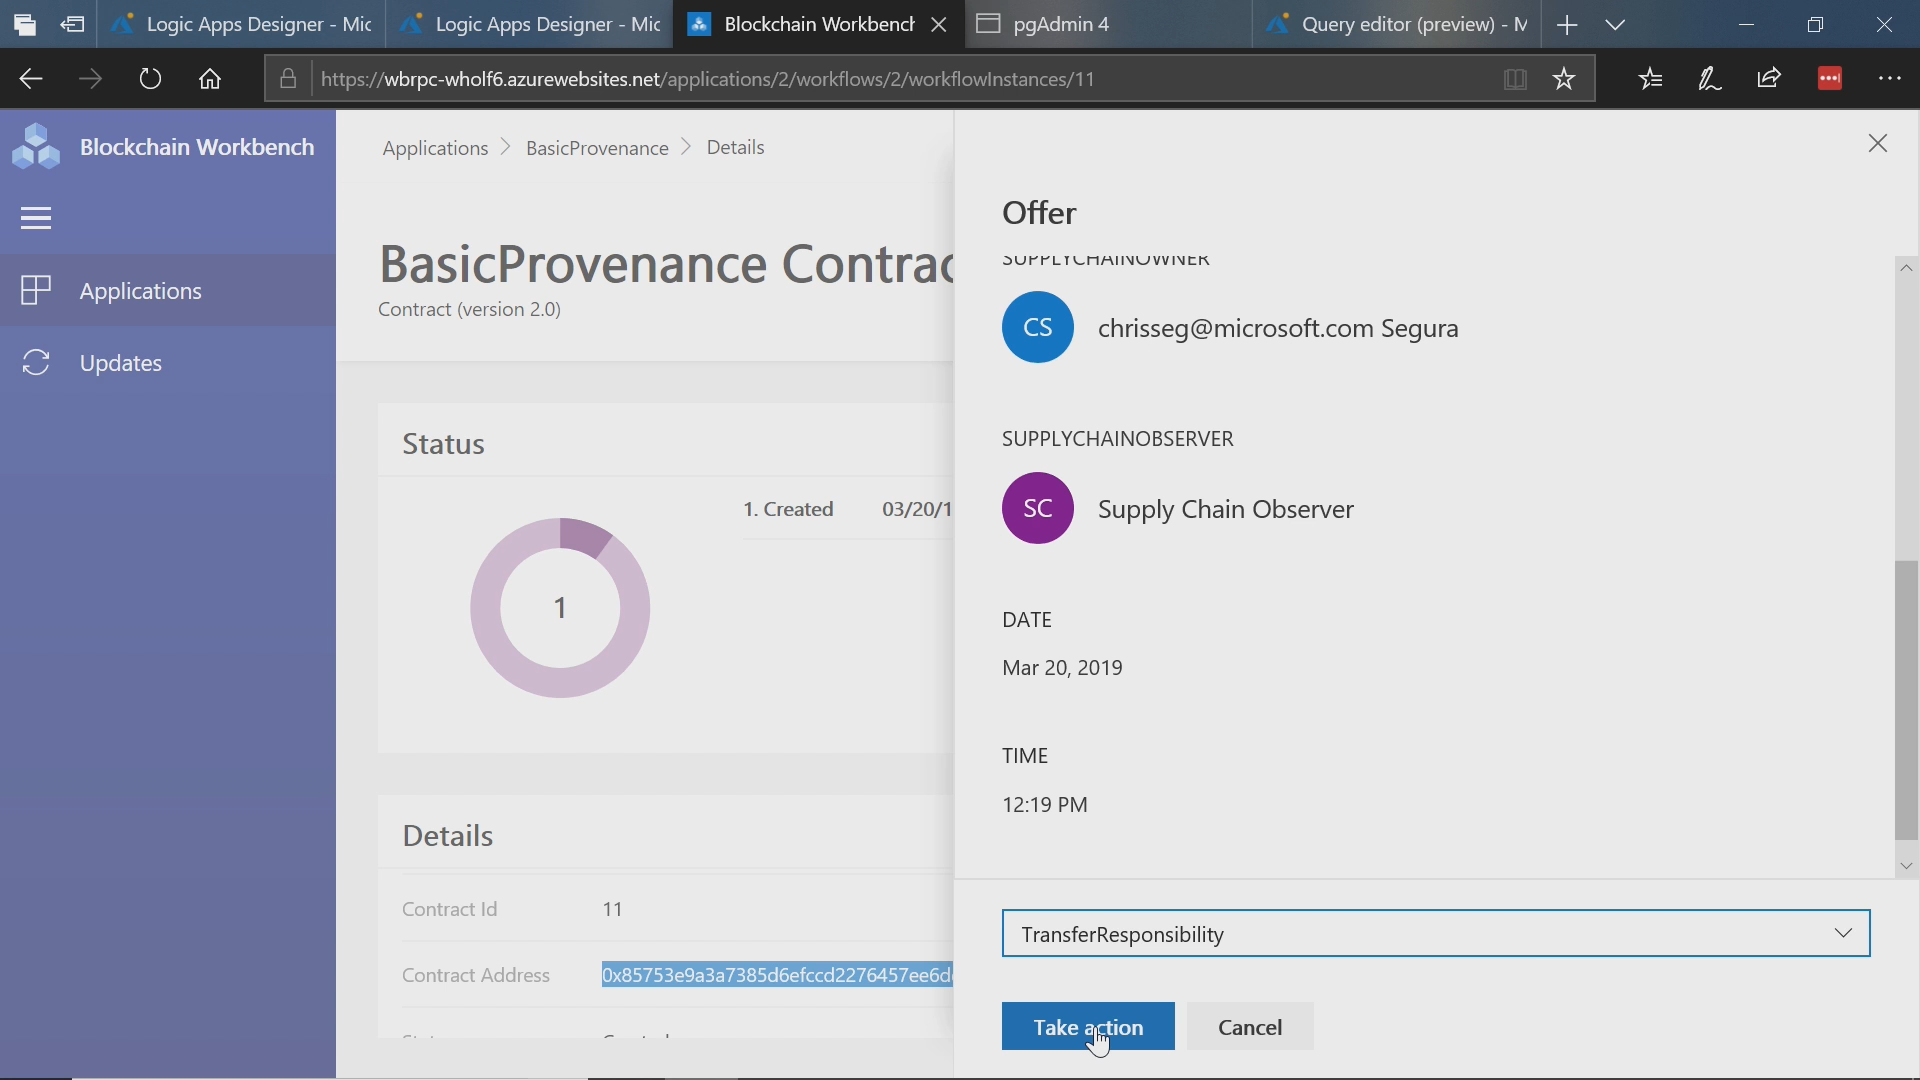 Logic Apps Designer - Mic
Logic Apps Designer - Mic
Blockchain Workbench
pgAdmin 4
Query editor (preview) - M
https://wbrpc-wholf6.azurewebsites.net/applications/2/workflows/2/workflowInstances/11
Blockchain Workbench
Applications
Updates
Applications > BasicProvenance > Details
BasicProvenance Contrac
Contract (version 2.0)
Status
1. Created 03/20/1
1
Details
Contract Id 11
Contract Address 0x85753e9a3a7385d6efccd2276457ee6d
Offer
SUPPLYCHAINOWNER
CS
chrisseg@microsoft.com Segura
SUPPLYCHAINOBSERVER
SC
Supply Chain Observer
DATE
Mar 20, 2019
TIME
12:19 PM
TransferResponsibility
Take action
Cancel